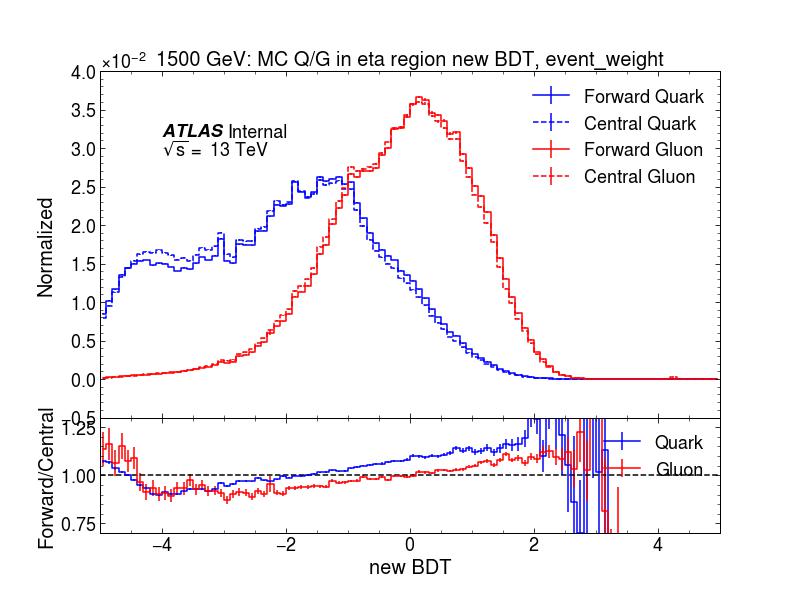 ×10−2 1500 GeV: MC Q/G in eta region new BDT, event_weight
4.0
3.5
3.0
2.5
2.0
1.5
1.0
0.5
0.0
Normalized
ATLAS Internal
√s = 13 TeV
Forward Quark
Central Quark
Forward Gluon
Central Gluon
1.25
1.00
0.75
Forward/Central
Quark
Gluon
−4 −2 0 2 4
new BDT